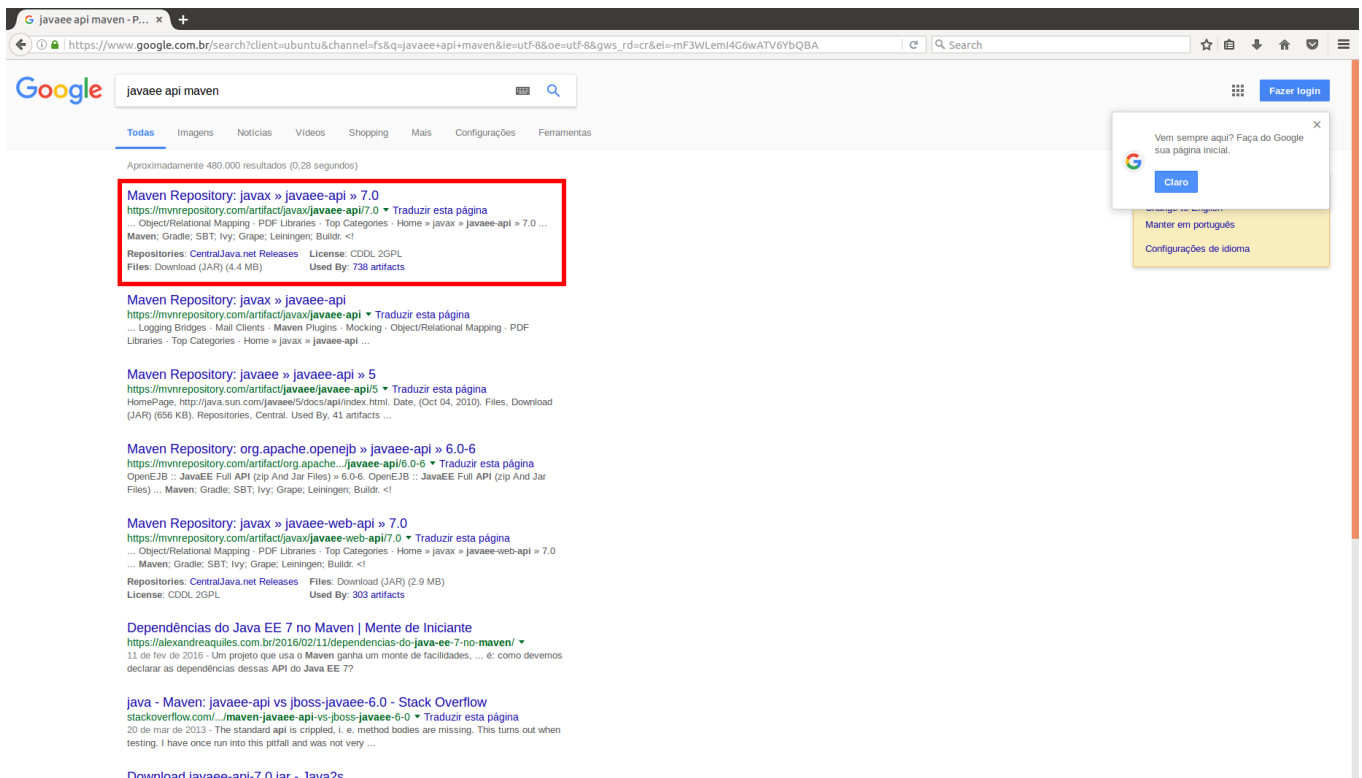 G javaee api maven - P... × +
https://www.google.com.br/search?client=ubuntu&channel=fs&q=javaee+api+maven&ie=utf-8&oe=utf-8&gws_rd=cr&ei=-mF3WLemI4G6wATV6YbQBA
Search
Google
javaee api maven
Fazer login
Todas Imagens Notícias Vídeos Shopping Mais Configurações Ferramentas
Vem sempre aqui? Faça do Google
sua página inicial.
Claro
Manter em português
Configurações de idioma
Aproximadamente 480.000 resultados (0,28 segundos)
Maven Repository: javax » javaee-api » 7.0
https://mvnrepository.com/artifact/javax/javaee-api/7.0 ▾ Traduzir esta página
... Object/Relational Mapping · PDF Libraries · Top Categories · Home » javax » javaee-api » 7.0 ...
Maven; Gradle; SBT; Ivy; Grape; Leiningen; Buildr. <!
Repositories: CentralJava.net Releases License: CDDL 2GPL
Files: Download (JAR) (4.4 MB) Used By: 738 artifacts
Maven Repository: javax » javaee-api
https://mvnrepository.com/artifact/javax/javaee-api ▾ Traduzir esta página
... Logging Bridges · Mail Clients · Maven Plugins · Mocking · Object/Relational Mapping · PDF
Libraries · Top Categories · Home » javax » javaee-api ...
Maven Repository: javaee » javaee-api » 5
https://mvnrepository.com/artifact/javaee/javaee-api/5 ▾ Traduzir esta página
HomePage, http://java.sun.com/javaee/5/docs/api/index.html. Date, (Oct 04, 2010). Files, Download
(JAR) (656 KB). Repositories, Central. Used By, 41 artifacts ...
Maven Repository: org.apache.openejb » javaee-api » 6.0-6
https://mvnrepository.com/artifact/org.apache.../javaee-api/6.0-6 ▾ Traduzir esta página
OpenEJB :: JavaEE Full API (zip And Jar Files) » 6.0-6. OpenEJB :: JavaEE Full API (zip And Jar
Files) ... Maven; Gradle; SBT; Ivy; Grape; Leiningen; Buildr. <!
Maven Repository: javax » javaee-web-api » 7.0
https://mvnrepository.com/artifact/javax/javaee-web-api/7.0 ▾ Traduzir esta página
... Object/Relational Mapping · PDF Libraries · Top Categories · Home » javax » javaee-web-api » 7.0
... Maven; Gradle; SBT; Ivy; Grape; Leiningen; Buildr. <!
Repositories: CentralJava.net Releases Files: Download (JAR) (2.9 MB)
License: CDDL 2GPL Used By: 303 artifacts
Dependências do Java EE 7 no Maven | Mente de Iniciante
https://alexandreaquiles.com.br/2016/02/11/dependencias-do-java-ee-7-no-maven/ ▾
11 de fev de 2016 - Um projeto que usa o Maven ganha um monte de facilidades, ... é: como devemos
declarar as dependências dessas API do Java EE 7?
java - Maven: javaee-api vs jboss-javaee-6.0 - Stack Overflow
stackoverflow.com/.../maven-javaee-api-vs-jboss-javaee-6-0 ▾ Traduzir esta página
20 de mar de 2013 - The standard api is crippled, i. e. method bodies are missing. This turns out when
testing. I have once run into this pitfall and was not very ...
Download javaee-api-7.0.jar - Java2s